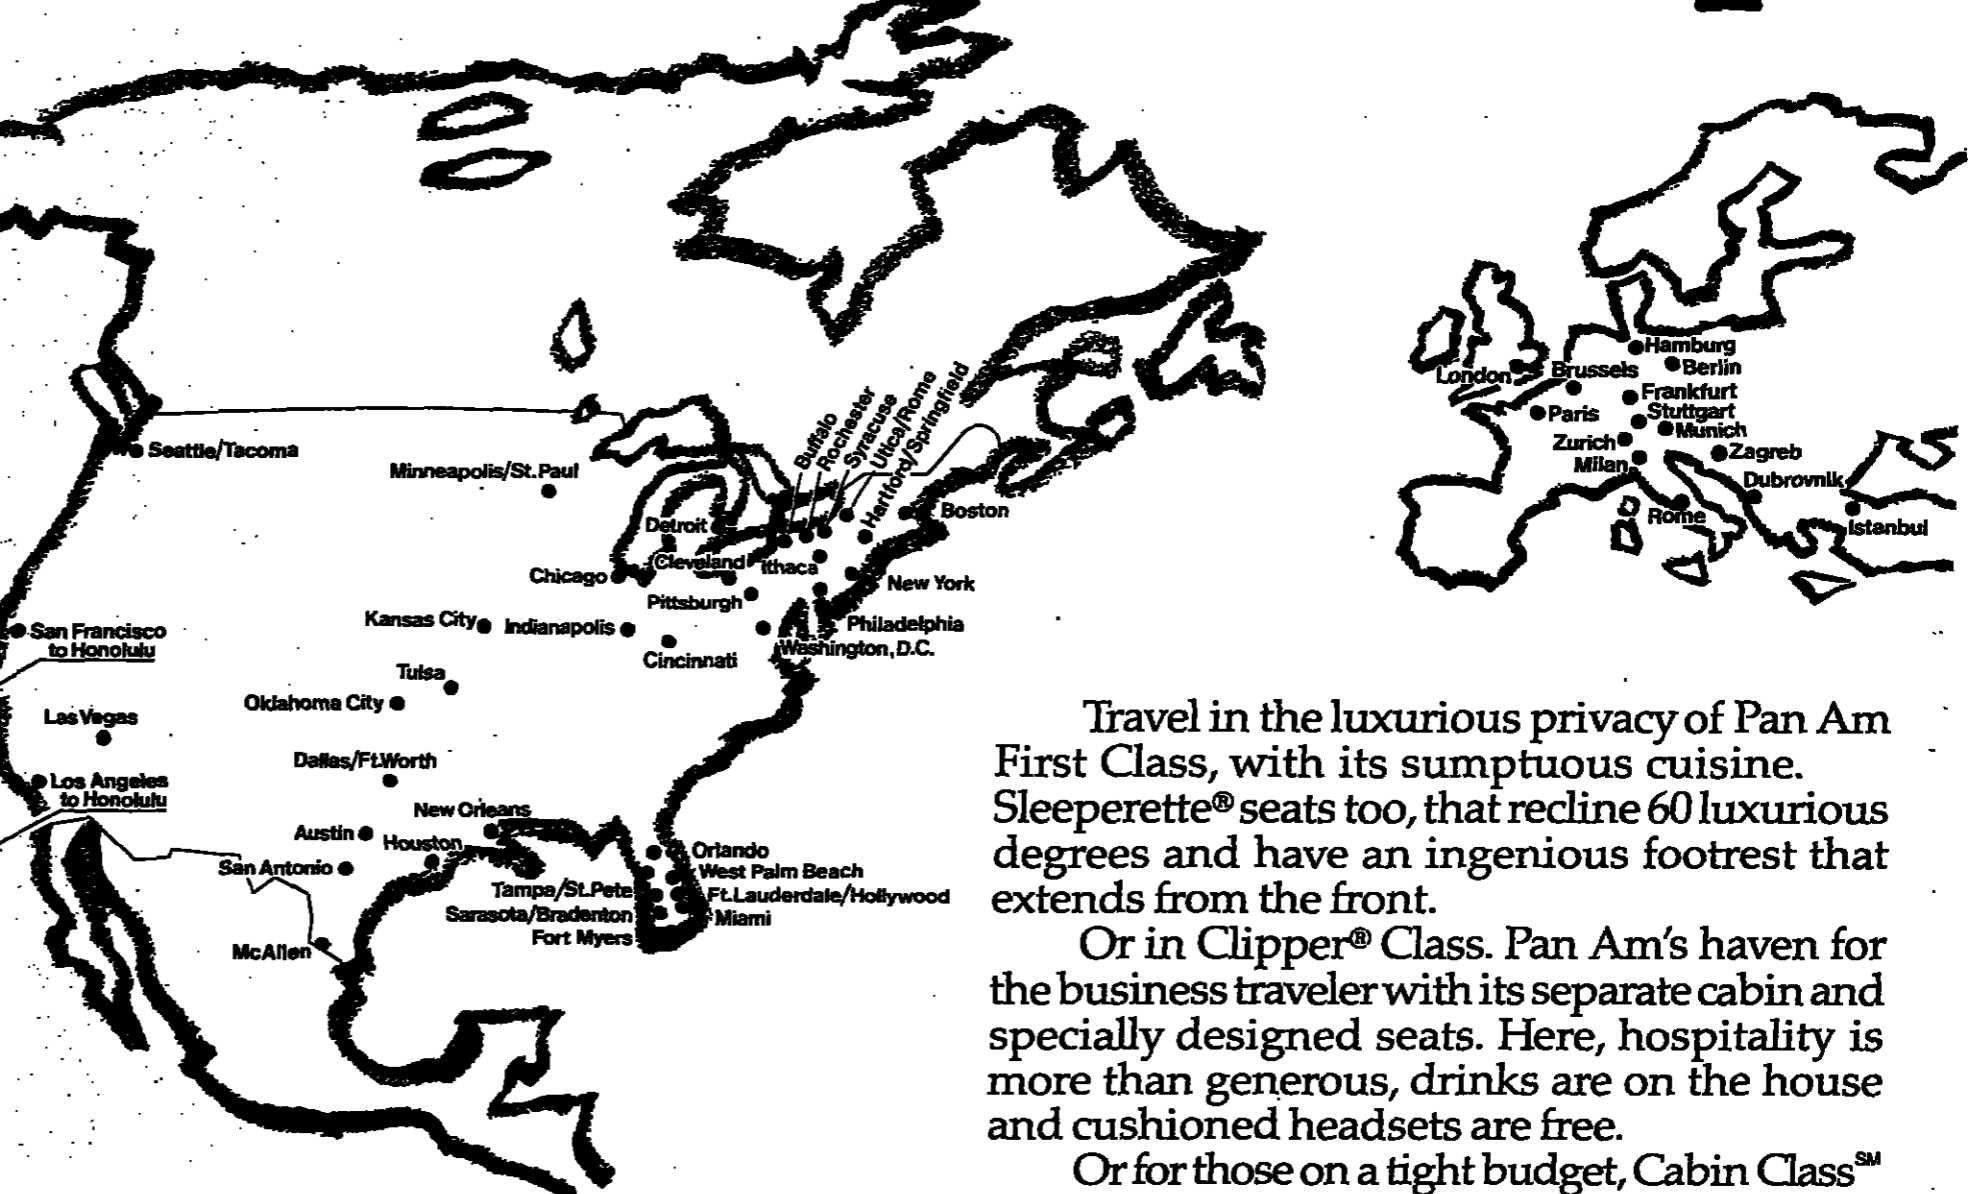 Buffalo
Rochester
Syracuse
Utica/Rome
Hartford/Springfield
Seattle/Tacoma
Minneapolis/St. Paul
Detroit
Boston
Cleveland
Ithaca
Chicago
New York
Pittsburgh
Kansas City
Indianapolis
Philadelphia
San Francisco
to Honolulu
Washington, D.C.
Cincinnati
Tulsa
Oklahoma City
Las Vegas
Dallas/Ft.Worth
Los Angeles
to Honolulu
New Orleans
Austin
Houston
San Antonio
Orlando
West Palm Beach
Tampa/St.Pete
Ft.Lauderdale/Hollywood
Sarasota/Bradenton
Miami
Fort Myers
McAllen
Hamburg
Berlin
London
Brussels
Frankfurt
Paris
Stuttgart
Munich
Zurich
Zagreb
Milan
Dubrovnik
Rome
Istanbul
Travel in the luxurious privacy of Pan Am
First Class, with its sumptuous cuisine.
Sleeperette® seats too, that recline 60 luxurious
degrees and have an ingenious footrest that
extends from the front.
Or in Clipper® Class. Pan Am's haven for
the business traveler with its separate cabin and
specially designed seats. Here, hospitality is
more than generous, drinks are on the house
and cushioned headsets are free.
Or for those on a tight budget, Cabin Class℠